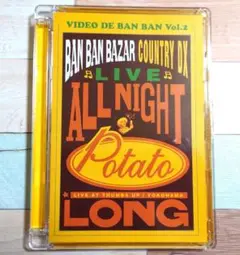 VIDEO DE BAN BAN Vol.2
BAN BAN BAZAR COUNTRY DX
LIVE
ALL NIGHT
Potato
LIVE AT THUMBS UP / YOKOHAMA
LONG